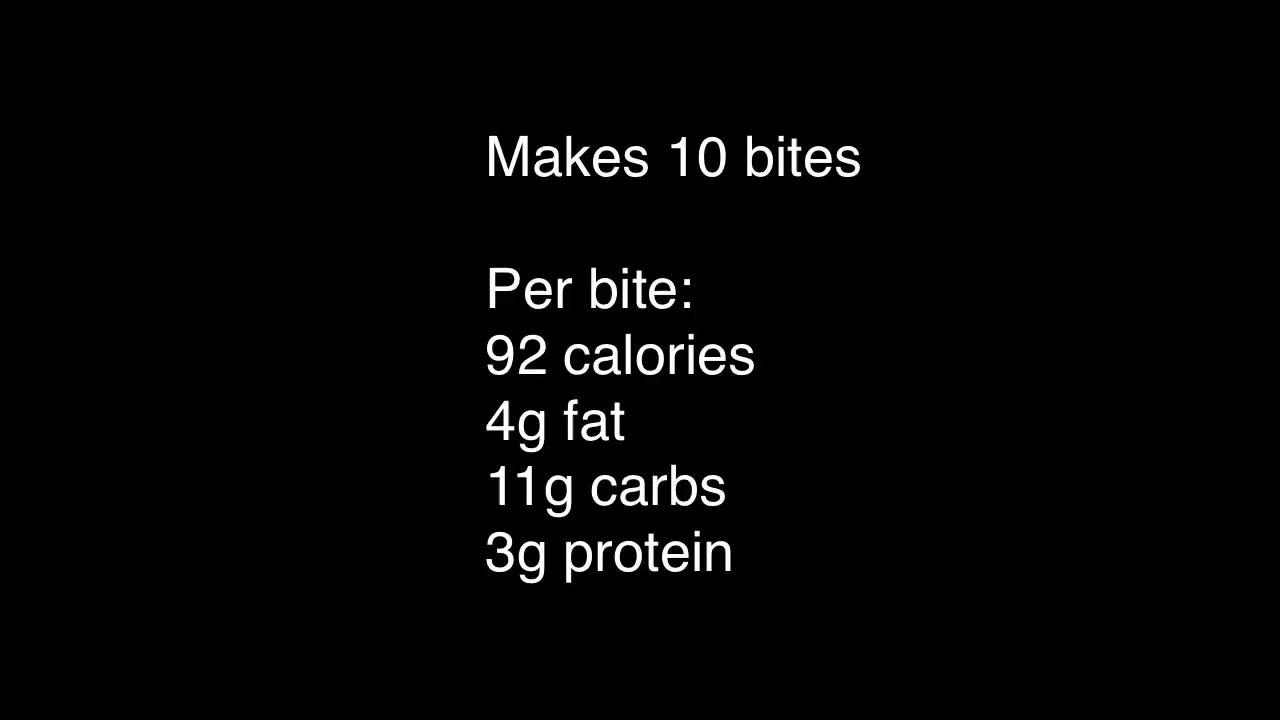 Makes 10 bites
Per bite:
92 calories
4g fat
11g carbs
3g protein